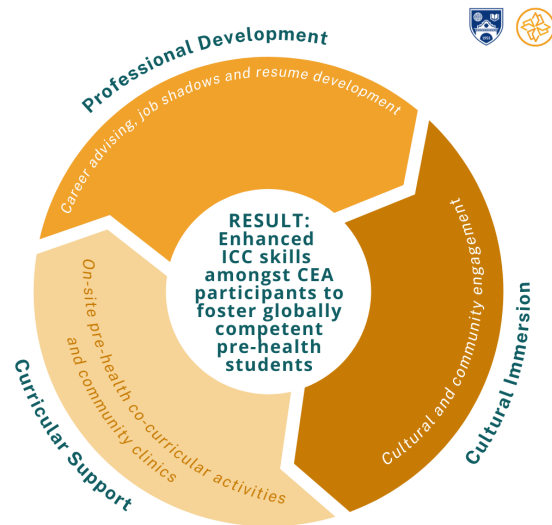 Professional Development
Career advising, job shadows and resume development
RESULT:
Enhanced
ICC skills
amongst CEA
participants to
foster globally
competent
pre-health
students
Cultural and community engagement
Cultural Immersion
On-site pre-health co-curricular activities
and community clinics
Curricular Support